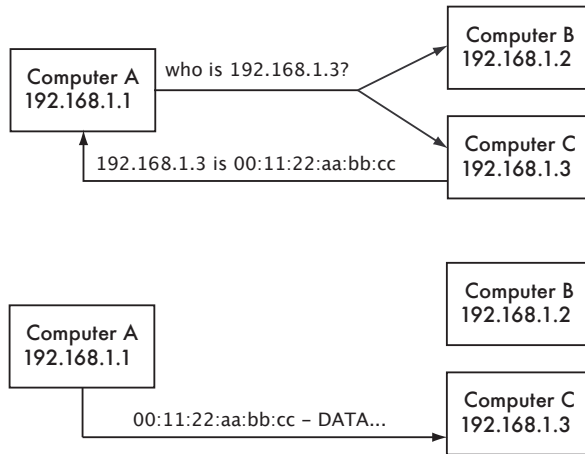 Computer A
192.168.1.1
who is 192.168.1.3?
Computer B
192.168.1.2
192.168.1.3 is 00:11:22:aa:bb:cc
Computer C
192.168.1.3
Computer A
192.168.1.1
Computer B
192.168.1.2
00:11:22:aa:bb:cc – DATA...
Computer C
192.168.1.3